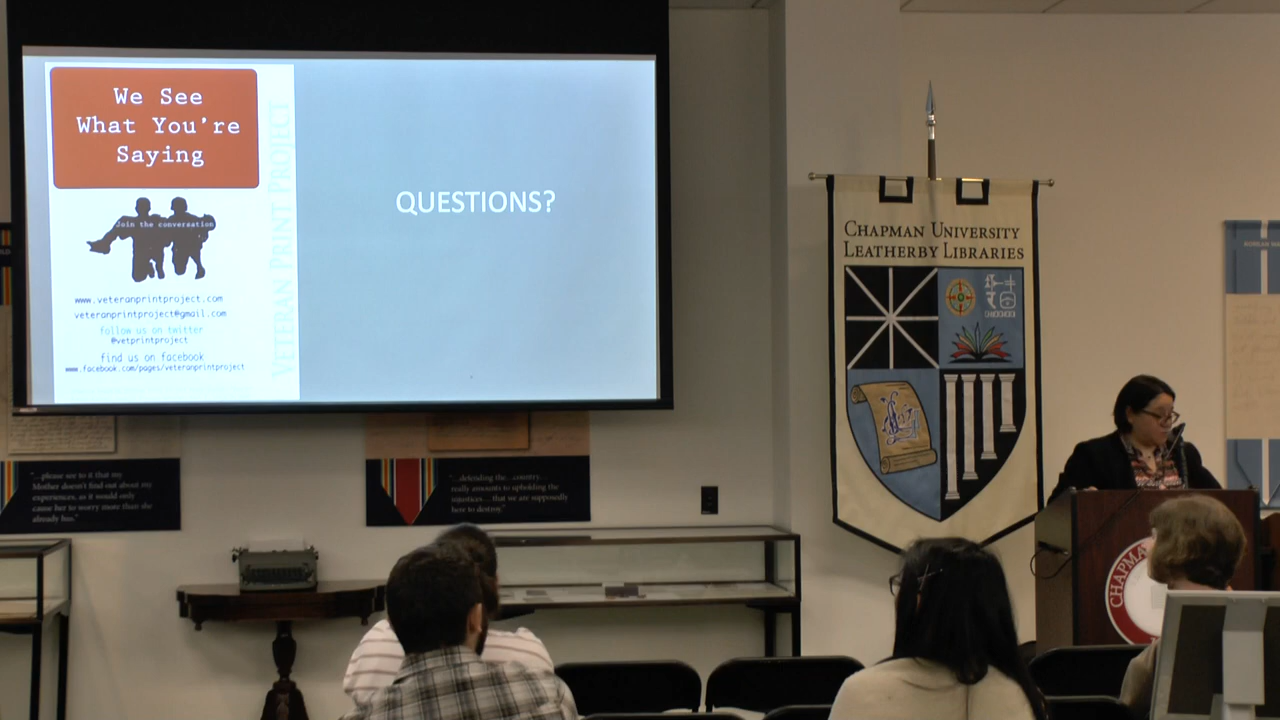 We See
What You're
Saying
Join the conversation
www.veteranprintproject.com
veteranprintproject@gmail.com
follow us on twitter
@vetprintproject
find us on facebook
www.facebook.com/pages/veteranprintproject
VETERAN PRINT PROJECT
QUESTIONS?
CHAPMAN UNIVERSITY
LEATHERBY LIBRARIES
"...please see to it that my
Mother doesn't find out about my
experiences, as it would only
cause her to worry more than she
already has."
"...defending the...country,
really amounts to upholding the
injustices.... that we are supposedly
here to destroy."
CHAPMA